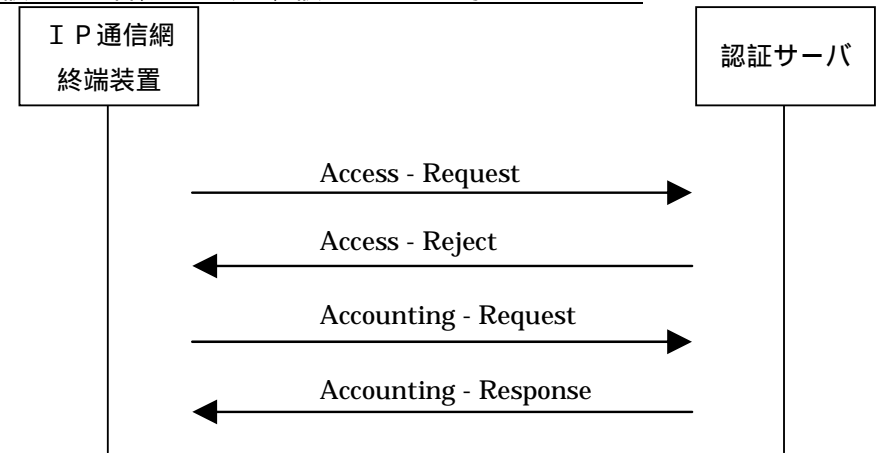 ＩＰ通信網
終端装置
認証サーバ
Access - Request
Access - Reject
Accounting - Request
Accounting - Response